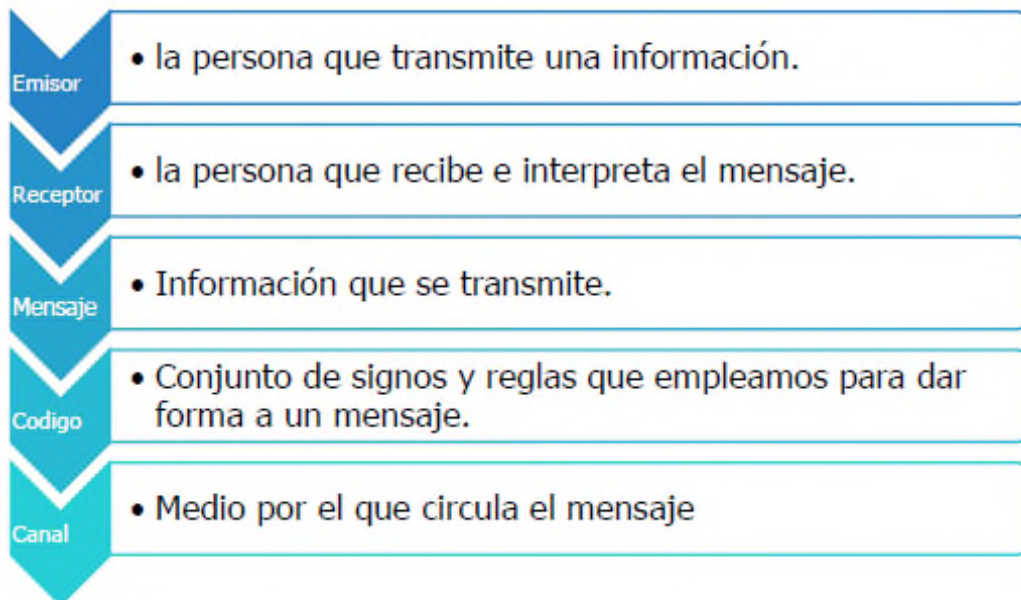 Emisor
• la persona que transmite una información.
Receptor
• la persona que recibe e interpreta el mensaje.
Mensaje
• Información que se transmite.
Codigo
• Conjunto de signos y reglas que empleamos para dar
forma a un mensaje.
Canal
• Medio por el que circula el mensaje